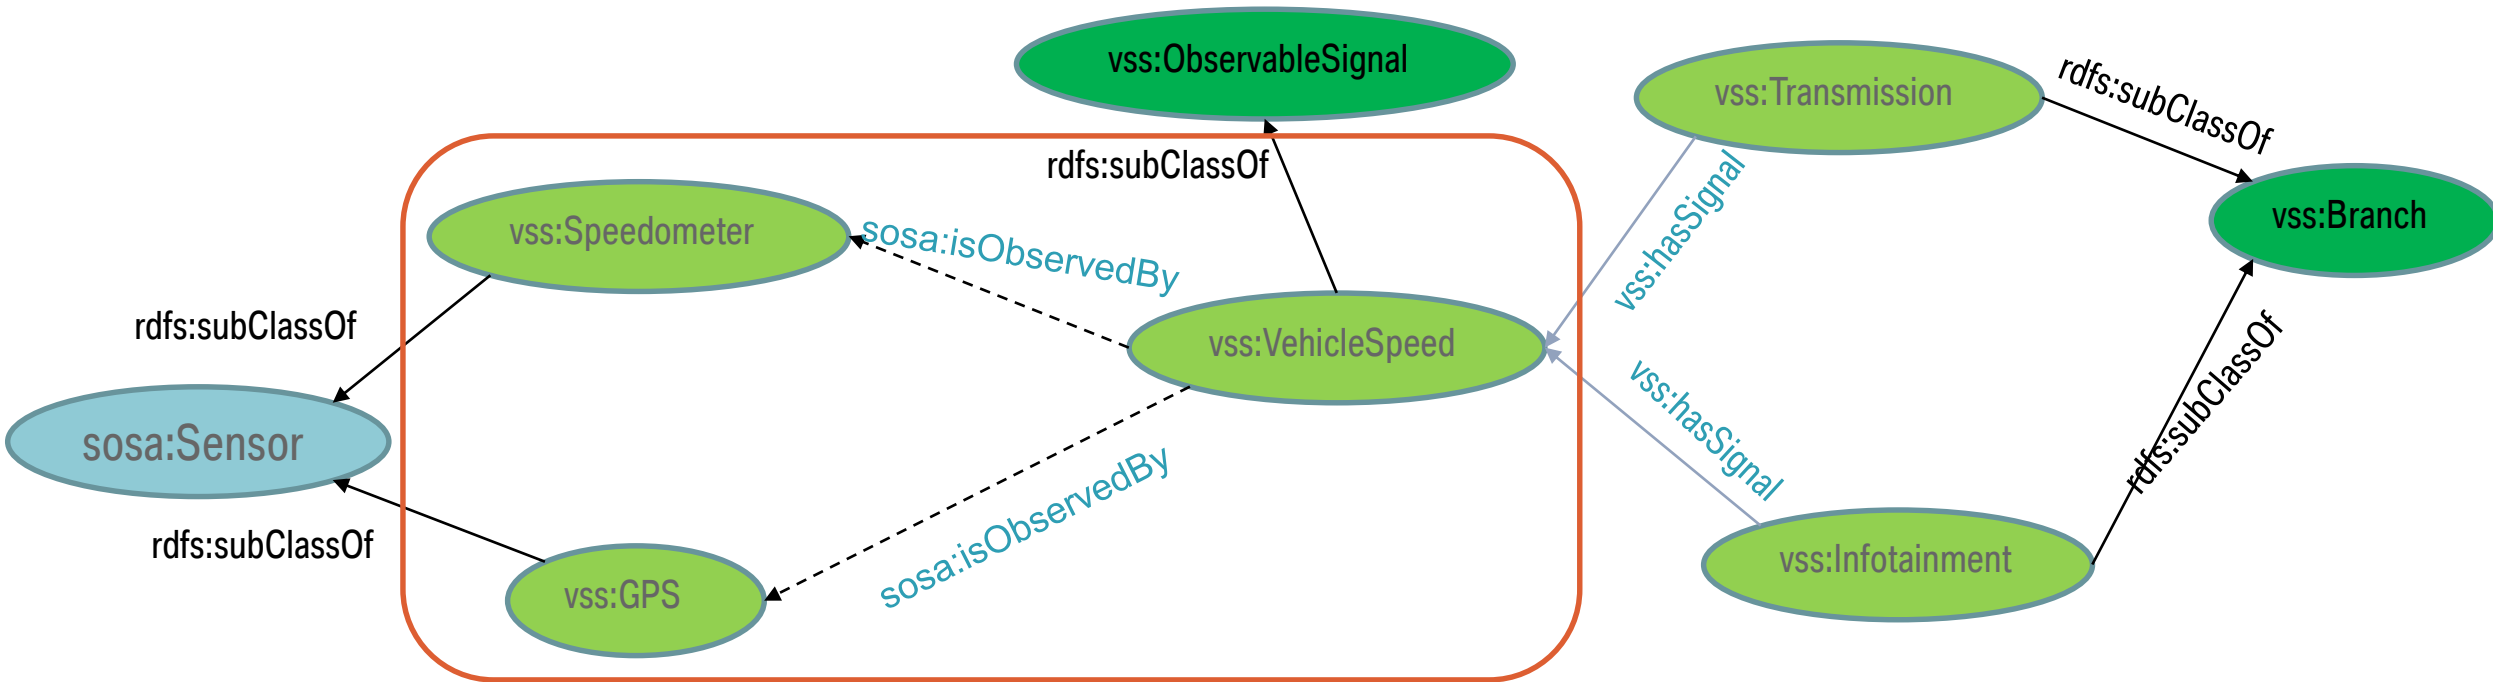 vss:ObservableSignal
vss:Transmission
rdfs:subClassOf
rdfs:subClassOf
vss:hasSignal
vss:Branch
vss:Speedometer
sosa:isObservedBy
rdfs:subClassOf
vss:VehicleSpeed
vss:hasSignal
rdfs:subClassOf
sosa:Sensor
sosa:isObservedBy
rdfs:subClassOf
vss:GPS
vss:Infotainment